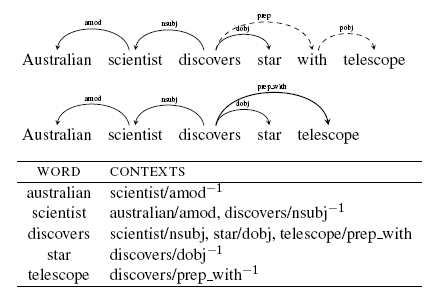 amod nsubj dobj prep pobj
Australian scientist discovers star with telescope
amod nsubj dobj prep_with
Australian scientist discovers star telescope
WORD CONTEXTS
australian scientist/amod⁻¹
scientist australian/amod, discovers/nsubj⁻¹
discovers scientist/nsubj, star/dobj, telescope/prep_with
star discovers/dobj⁻¹
telescope discovers/prep_with⁻¹